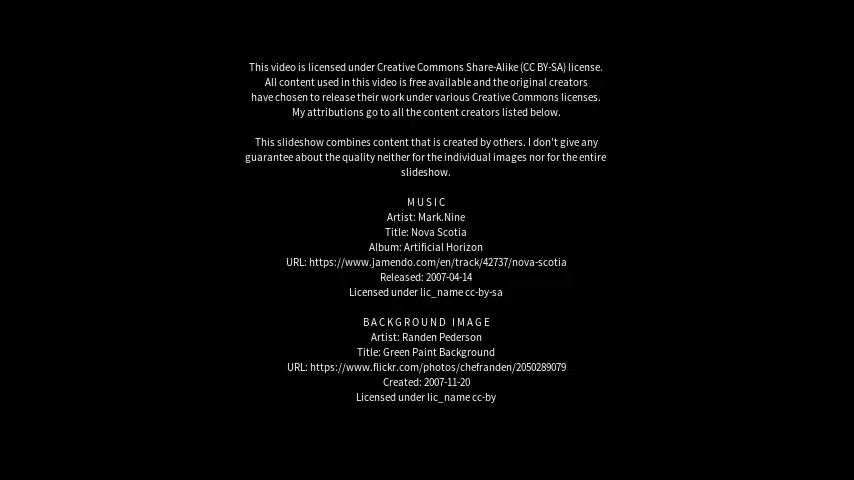 This video is licensed under Creative Commons Share-Alike (CC BY-SA) license.
All content used in this video is free available and the original creators
have chosen to release their work under various Creative Commons licenses.
My attributions go to all the content creators listed below.
This slideshow combines content that is created by others. I don't give any
guarantee about the quality neither for the individual images nor for the entire
slideshow.
MUSIC
Artist: Mark.Nine
Title: Nova Scotia
Album: Artificial Horizon
URL: https://www.jamendo.com/en/track/42737/nova-scotia
Released: 2007-04-14
Licensed under lic_name cc-by-sa
BACKGROUND IMAGE
Artist: Randen Pederson
Title: Green Paint Background
URL: https://www.flickr.com/photos/chefranden/2050289079
Created: 2007-11-20
Licensed under lic_name cc-by